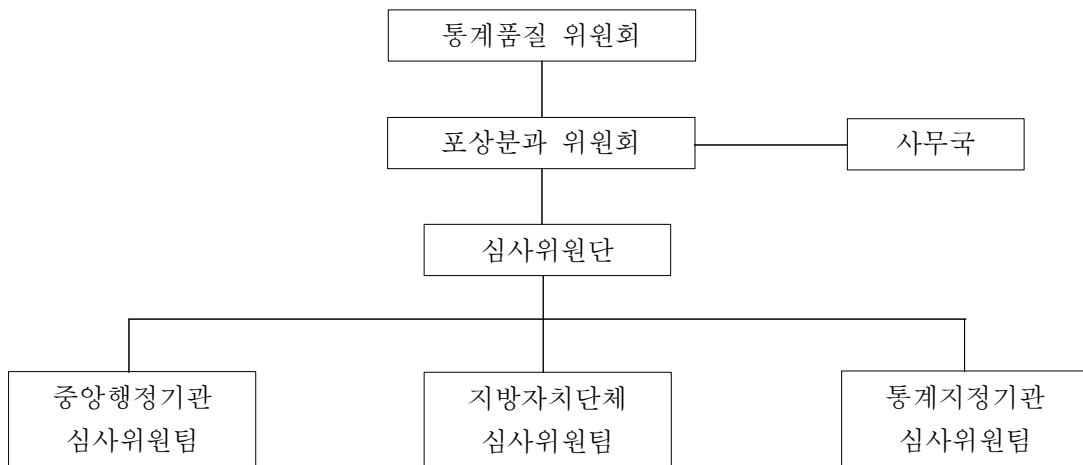 통계품질 위원회
포상분과 위원회
사무국
심사위원단
중앙행정기관
심사위원팀
지방자치단체
심사위원팀
통계지정기관
심사위원팀